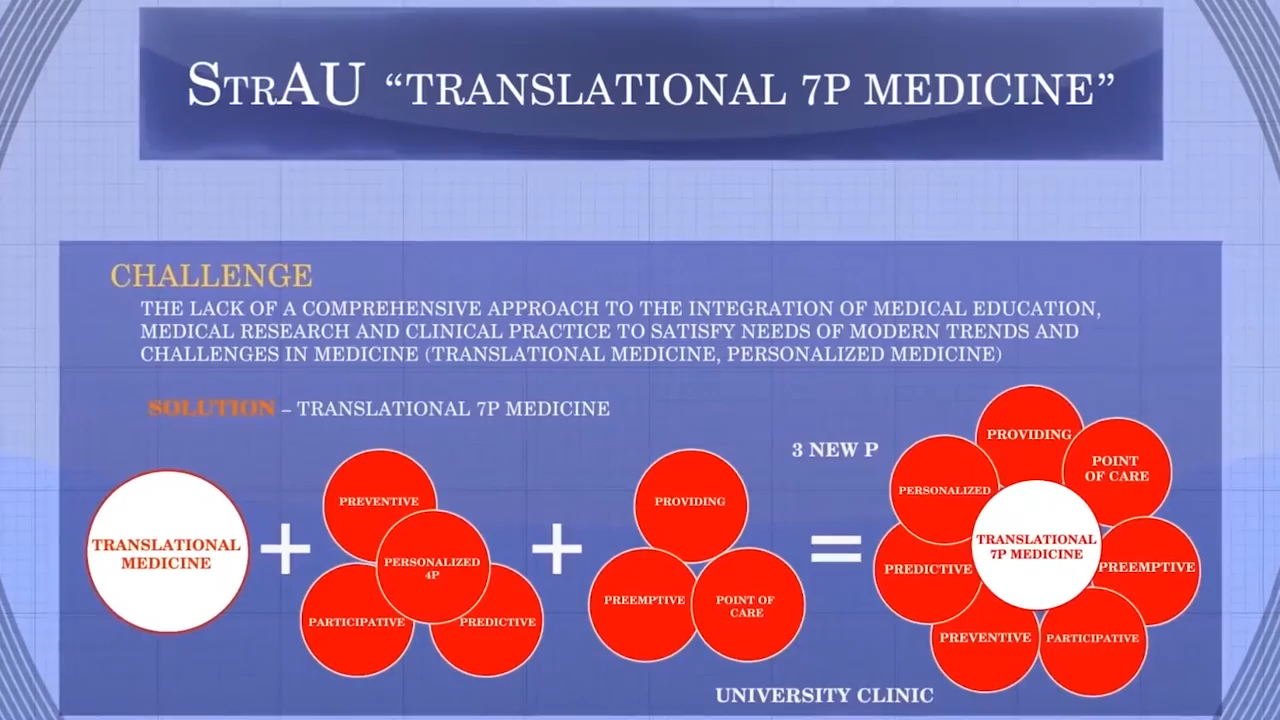 STRAU “TRANSLATIONAL 7P MEDICINE”
CHALLENGE
THE LACK OF A COMPREHENSIVE APPROACH TO THE INTEGRATION OF MEDICAL EDUCATION,
MEDICAL RESEARCH AND CLINICAL PRACTICE TO SATISFY NEEDS OF MODERN TRENDS AND
CHALLENGES IN MEDICINE (TRANSLATIONAL MEDICINE, PERSONALIZED MEDICINE)
SOLUTION – TRANSLATIONAL 7P MEDICINE
TRANSLATIONAL
MEDICINE
+
PREVENTIVE
PERSONALIZED
4P
PARTICIPATIVE
PREDICTIVE
+
PROVIDING
PREEMPTIVE
POINT OF
CARE
3 NEW P
=
PROVIDING
POINT
OF CARE
PERSONALIZED
TRANSLATIONAL
7P MEDICINE
PREDICTIVE
PREEMPTIVE
PREVENTIVE
PARTICIPATIVE
UNIVERSITY CLINIC